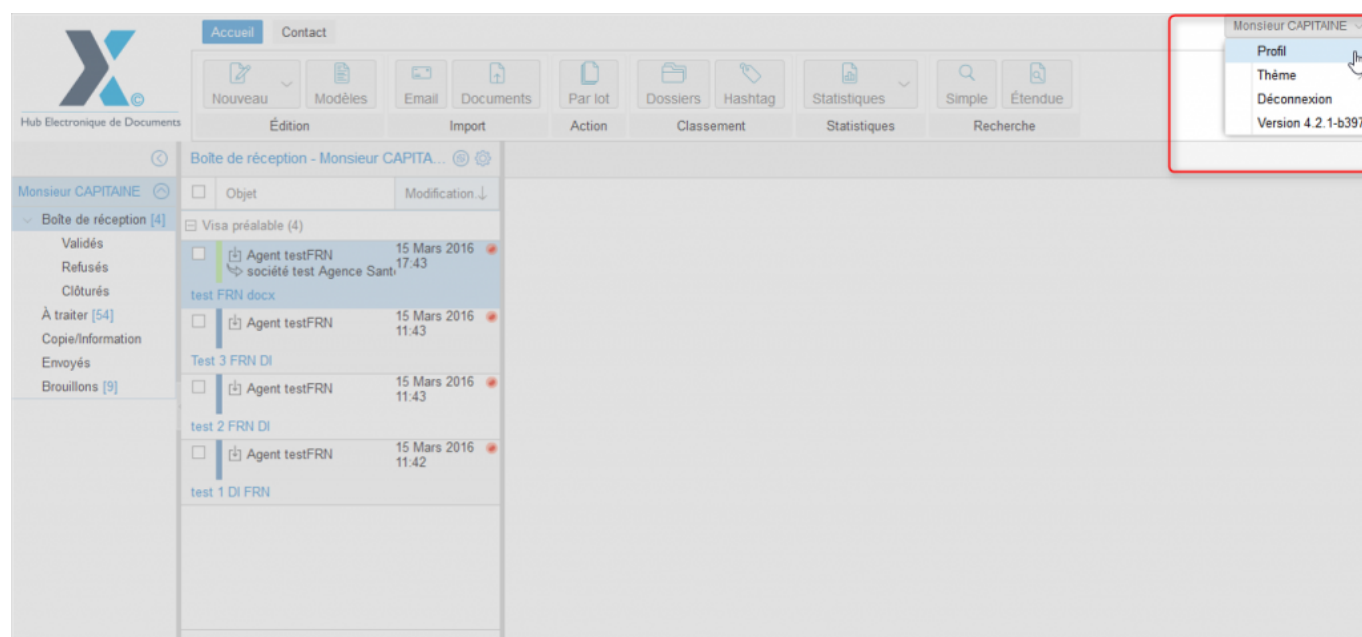 Accueil Contact
Monsieur CAPITAINE
Profil
Thème
Déconnexion
Version 4.2.1-b397
Nouveau Modèles Email Documents Par lot Dossiers Hashtag Statistiques Simple Étendue
Édition Import Action Classement Statistiques Recherche
©
Hub Electronique de Documents
Monsieur CAPITAINE
Boîte de réception [4]
Validés
Refusés
Clôturés
À traiter [54]
Copie/Information
Envoyés
Brouillons [9]
Boîte de réception - Monsieur CAPITA...
Objet Modification
Visa préalable (4)
Agent testFRN 15 Mars 2016
société test Agence Sant 17:43
test FRN docx
Agent testFRN 15 Mars 2016
11:43
Test 3 FRN DI
Agent testFRN 15 Mars 2016
11:43
test 2 FRN DI
Agent testFRN 15 Mars 2016
11:42
test 1 DI FRN